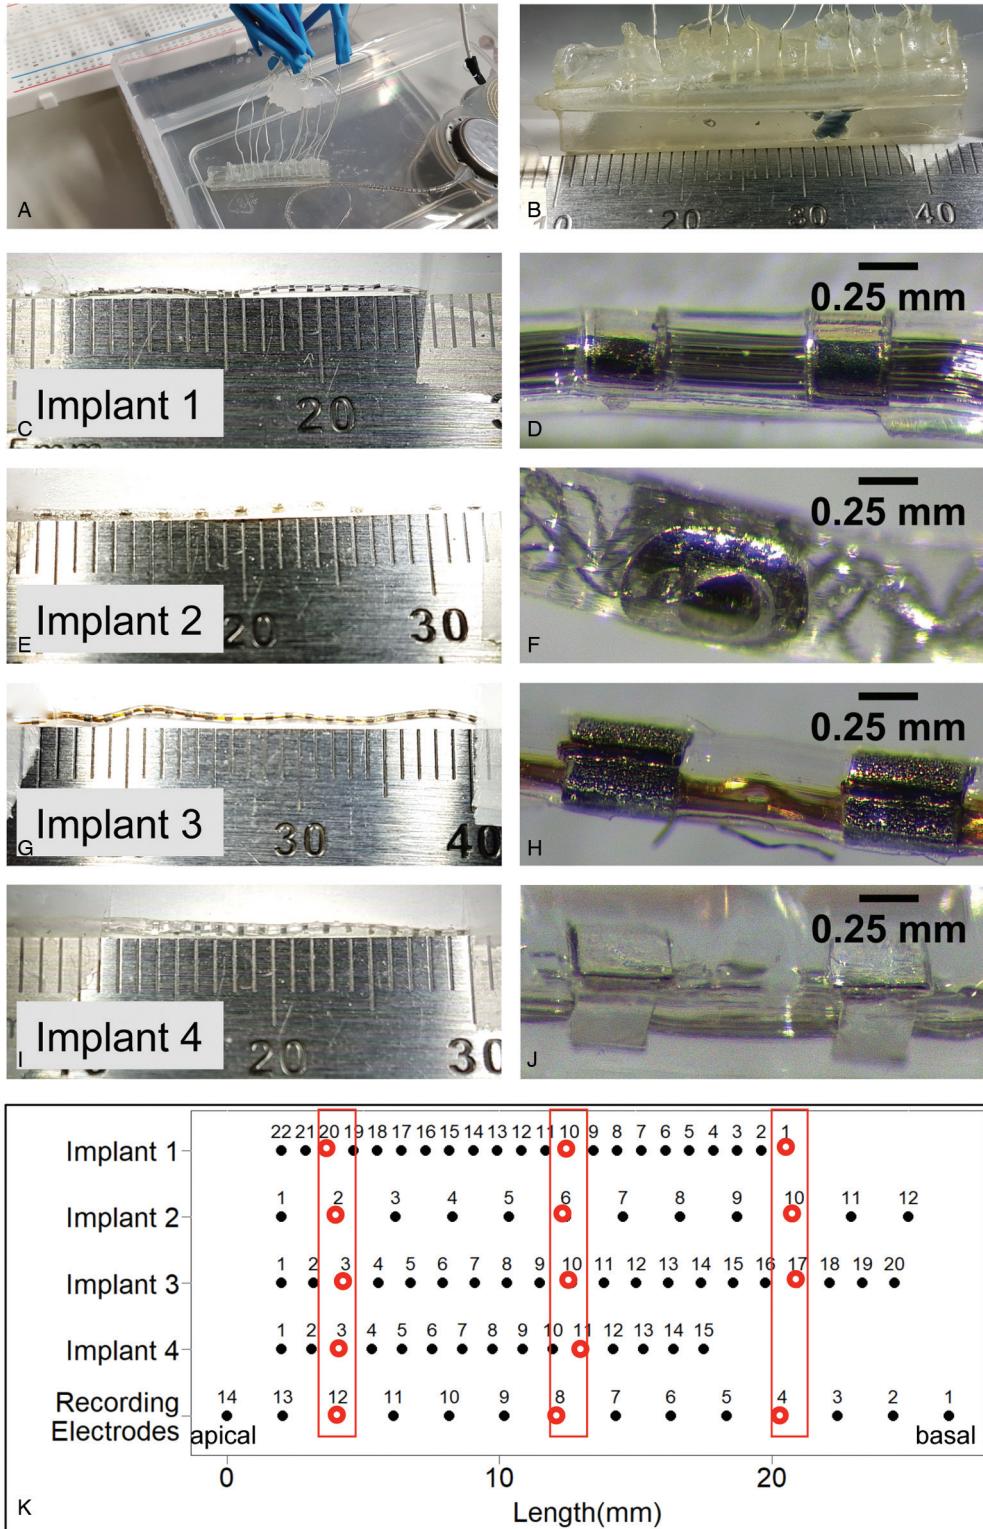 A
B
10 20 30 40
0.25 mm
Implant 1
20
C
D
0.25 mm
Implant 2
20 30
E
F
0.25 mm
Implant 3
30 40
G
H
0.25 mm
Implant 4
20 30
I
J
Implant 1
22 21 20 19 18 17 16 15 14 13 12 11 10 9 8 7 6 5 4 3 2 1
Implant 2
1 2 3 4 5 6 7 8 9 10 11 12
Implant 3
1 2 3 4 5 6 7 8 9 10 11 12 13 14 15 16 17 18 19 20
Implant 4
1 2 3 4 5 6 7 8 9 10 11 12 13 14 15
Recording
Electrodes
14 13 12 11 10 9 8 7 6 5 4 3 2 1
apical basal
0 10 20
Length(mm)
K